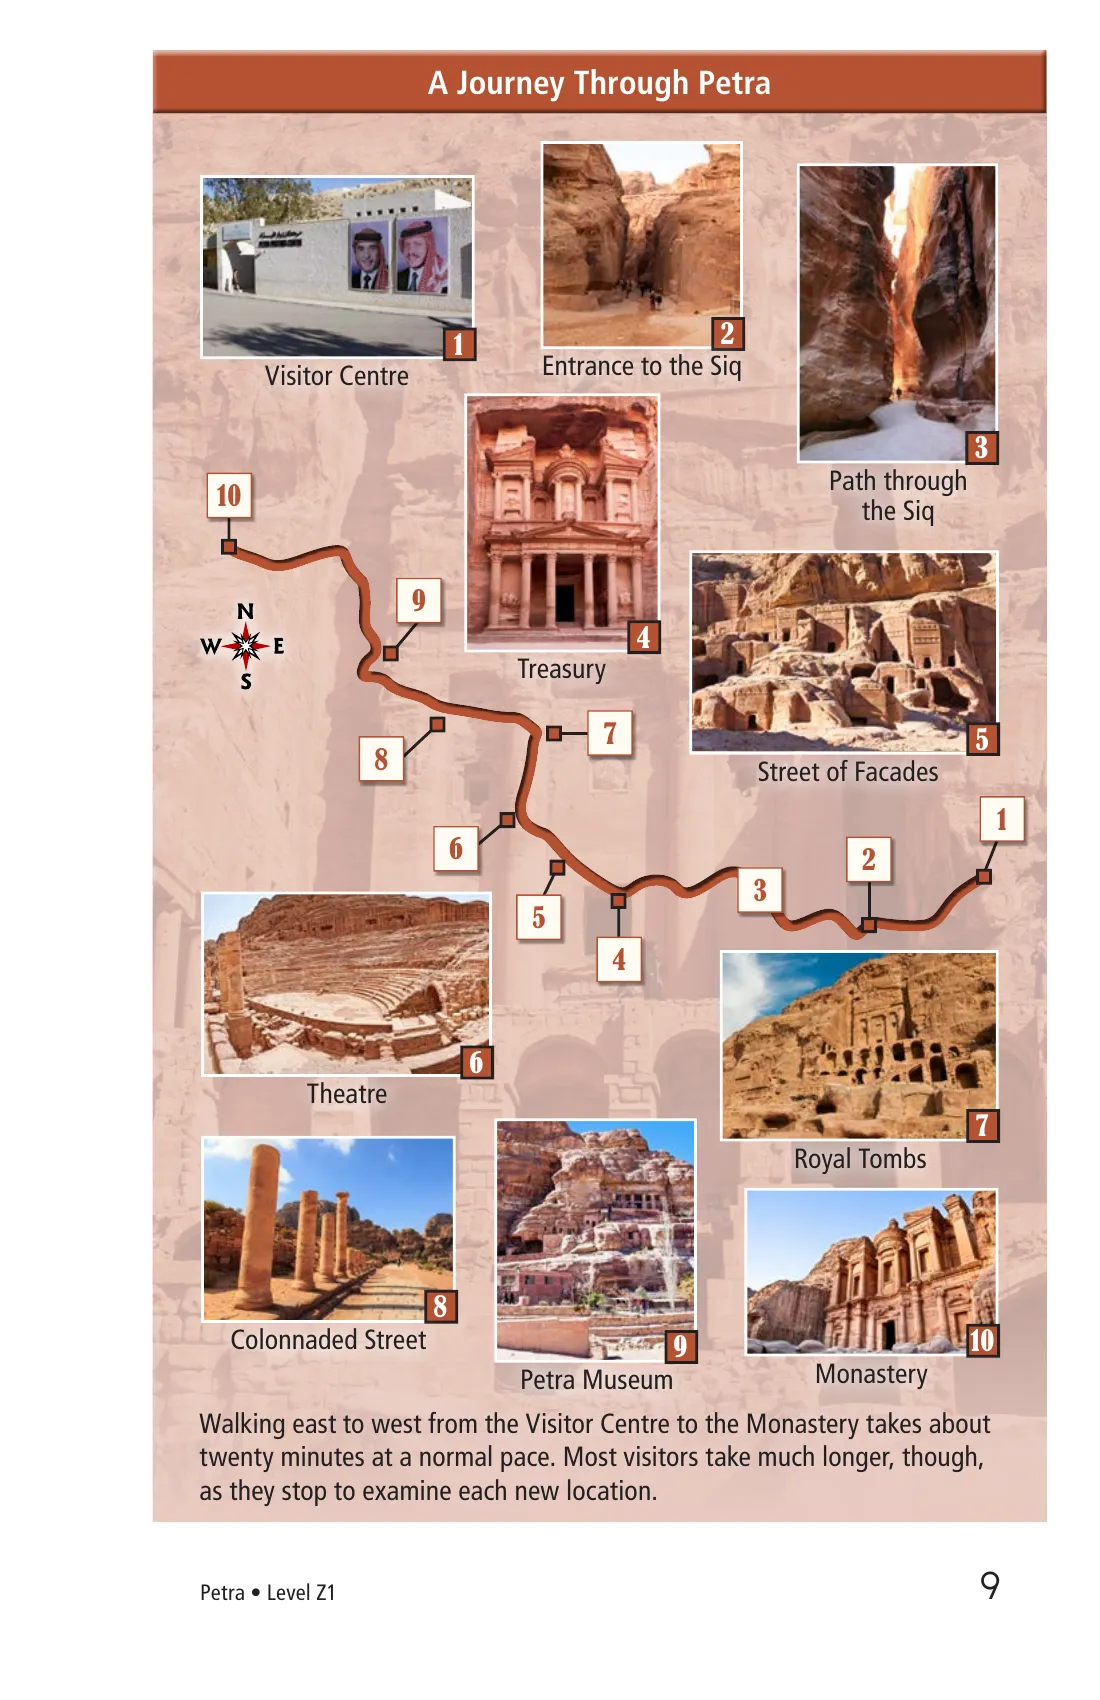 A Journey Through Petra
1
Visitor Centre
2
Entrance to the Siq
3
Path through
the Siq
4
Treasury
5
Street of Facades
10
9
N
W E
S
8
7
6
5
4
3
2
1
6
Theatre
7
Royal Tombs
8
Colonnaded Street
9
Petra Museum
10
Monastery
Walking east to west from the Visitor Centre to the Monastery takes about
twenty minutes at a normal pace. Most visitors take much longer, though,
as they stop to examine each new location.
Petra • Level Z1
9